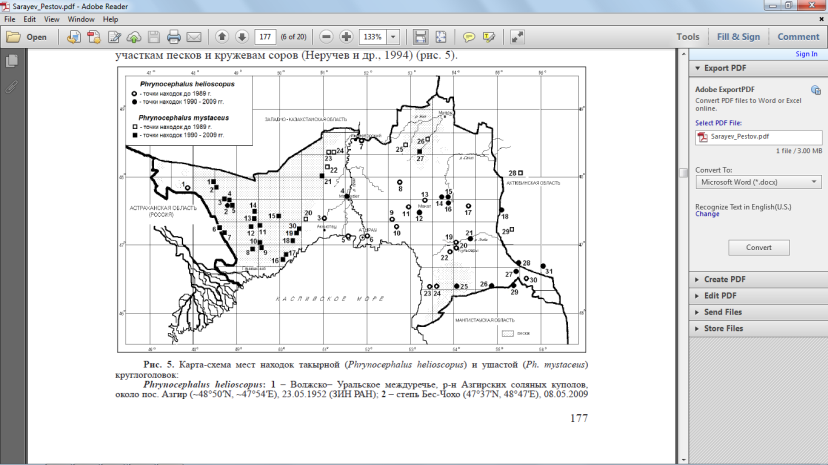 Sarayev_Pestov.pdf - Adobe Reader
File Edit View Window Help
Open
177 (6 of 20)
133%
Tools Fill & Sign Comment
Sign In
участкам песков и кружевам соров (Неручев и др., 1994) (рис. 5).
Phrynocephalus helioscopus
- точки находок до 1989 г.
- точки находок 1990 - 2009 гг.
Phrynocephalus mystaceus
- точки находок до 1989 г.
- точки находок 1990 - 2009 гг.
ЗАПАДНО-КАЗАХСТАНСКАЯ ОБЛАСТЬ
АКТЮБИНСКАЯ ОБЛАСТЬ
АСТРАХАНСКАЯ ОБЛАСТЬ
(РОССИЯ)
АТЫРАУ
КАСПИЙСКОЕ МОРЕ
МАНГИСТАУСКАЯ ОБЛАСТЬ
Рис. 5. Карта-схема мест находок такырной (Phrynocephalus helioscopus) и ушастой (Ph. mystaceus)
круглоголовок:
Phrynocephalus helioscopus: 1 – Волжско– Уральское междуречье, р-н Азгирских соляных куполов,
около пос. Азгир (~48°50'N, ~47°54'E), 23.05.1952 (ЗИН РАН); 2 – степь Бес-Чохо (47°37'N, 48°47'E), 08.05.2009
177
Export PDF
Adobe ExportPDF
Convert PDF files to Word or Excel
online.
Select PDF File:
Sarayev_Pestov.pdf
1 file / 3.00 MB
Convert To:
Microsoft Word (*.docx)
Recognize Text in English(U.S.)
Change
Convert
Create PDF
Edit PDF
Send Files
Store Files